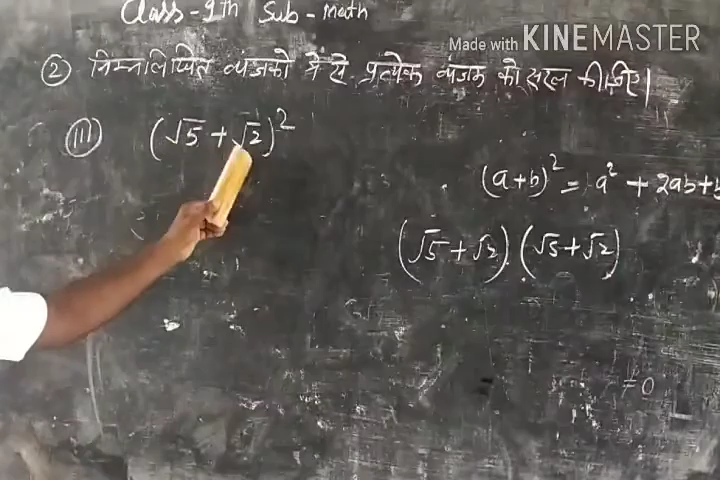 Class-9th Sub-Math
Made with KINEMASTER
② निम्नलिखित व्यंजको में से प्रत्येक व्यंजक को सरल कीजिए|
(III) (√5 + √2)²
(a+b)² = a² + 2ab+b
(√5 + √2) (√5 + √2)
= 0